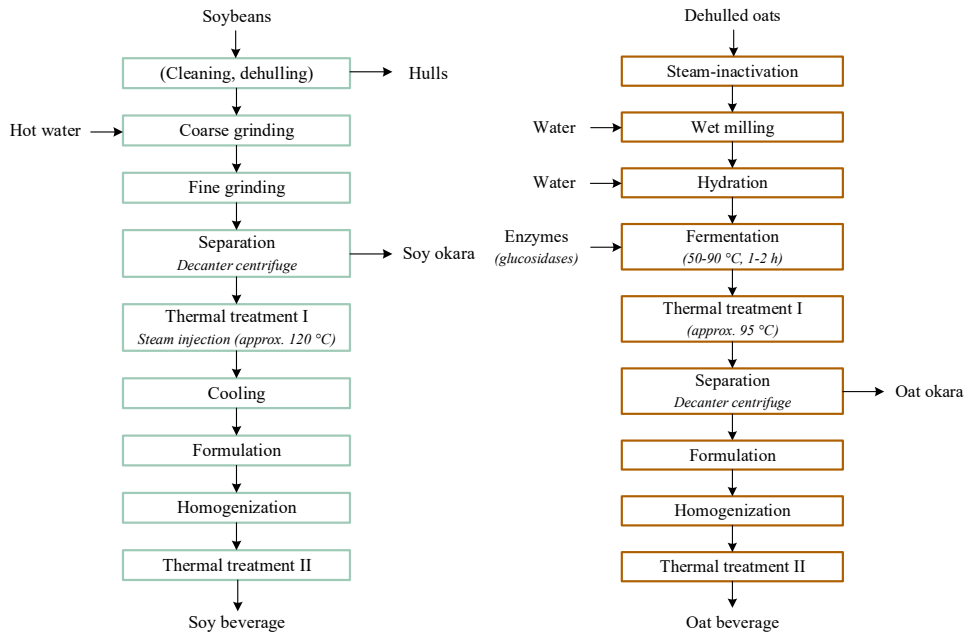 Soybeans
(Cleaning, dehulling)
Hulls
Hot water
Coarse grinding
Fine grinding
Separation
Decanter centrifuge
Soy okara
Thermal treatment I
Steam injection (approx. 120 °C)
Cooling
Formulation
Homogenization
Thermal treatment II
Soy beverage
Dehulled oats
Steam-inactivation
Water
Wet milling
Water
Hydration
Enzymes
(glucosidases)
Fermentation
(50-90 °C, 1-2 h)
Thermal treatment I
(approx. 95 °C)
Separation
Decanter centrifuge
Oat okara
Formulation
Homogenization
Thermal treatment II
Oat beverage